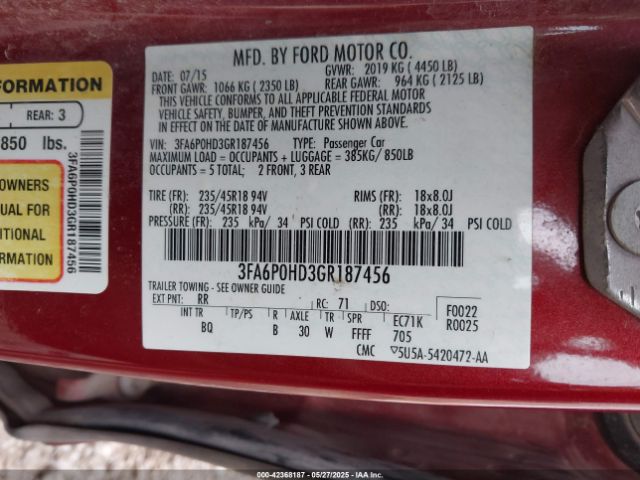 MFD. BY FORD MOTOR CO.
07/15
GVWR: 2019 KG ( 4450 LB)
FRONT GAWR: 1066 KG ( 2350 LB)
REAR GAWR: 964 KG ( 2125 LB)
THIS VEHICLE CONFORMS TO ALL APPLICABLE FEDERAL MOTOR
VEHICLE SAFETY, BUMPER, AND THEFT PREVENTION STANDARDS
IN EFFECT ON THE DATE OF MANUFACTURE SHOWN ABOVE.
VIN: 3FA6P0HD3GR187456 TYPE: Passenger Car
MAXIMUM LOAD = OCCUPANTS + LUGGAGE = 385KG/ 850LB
OCCUPANTS = 5 TOTAL; 2 FRONT, 3 REAR
TIRE (FR): 235/45R18 94V RIMS (FR): 18x8.0J
(RR): 235/45R18 94V (RR): 18x8.0J
PRESSURE (FR): 235 kPa/ 34 PSI COLD (RR): 235 kPa/ 34 PSI COLD
3FA6P0HD3GR187456
TRAILER TOWING - SEE OWNER GUIDE
EXT PNT: RR RC: 71 DSO:
F0022
R0025
INT TR TP/PS R AXLE TR SPR EC71K
BQ B 30 W FFFF 705
CMC ▽5U5A-5420472-AA
FORMATION
REAR: 3
850 lbs.
OWNERS
UAL FOR
DITIONAL
FORMATION
3FA6P0HD3GR187456
00-42368187 05/27/2025 IAA Inc.